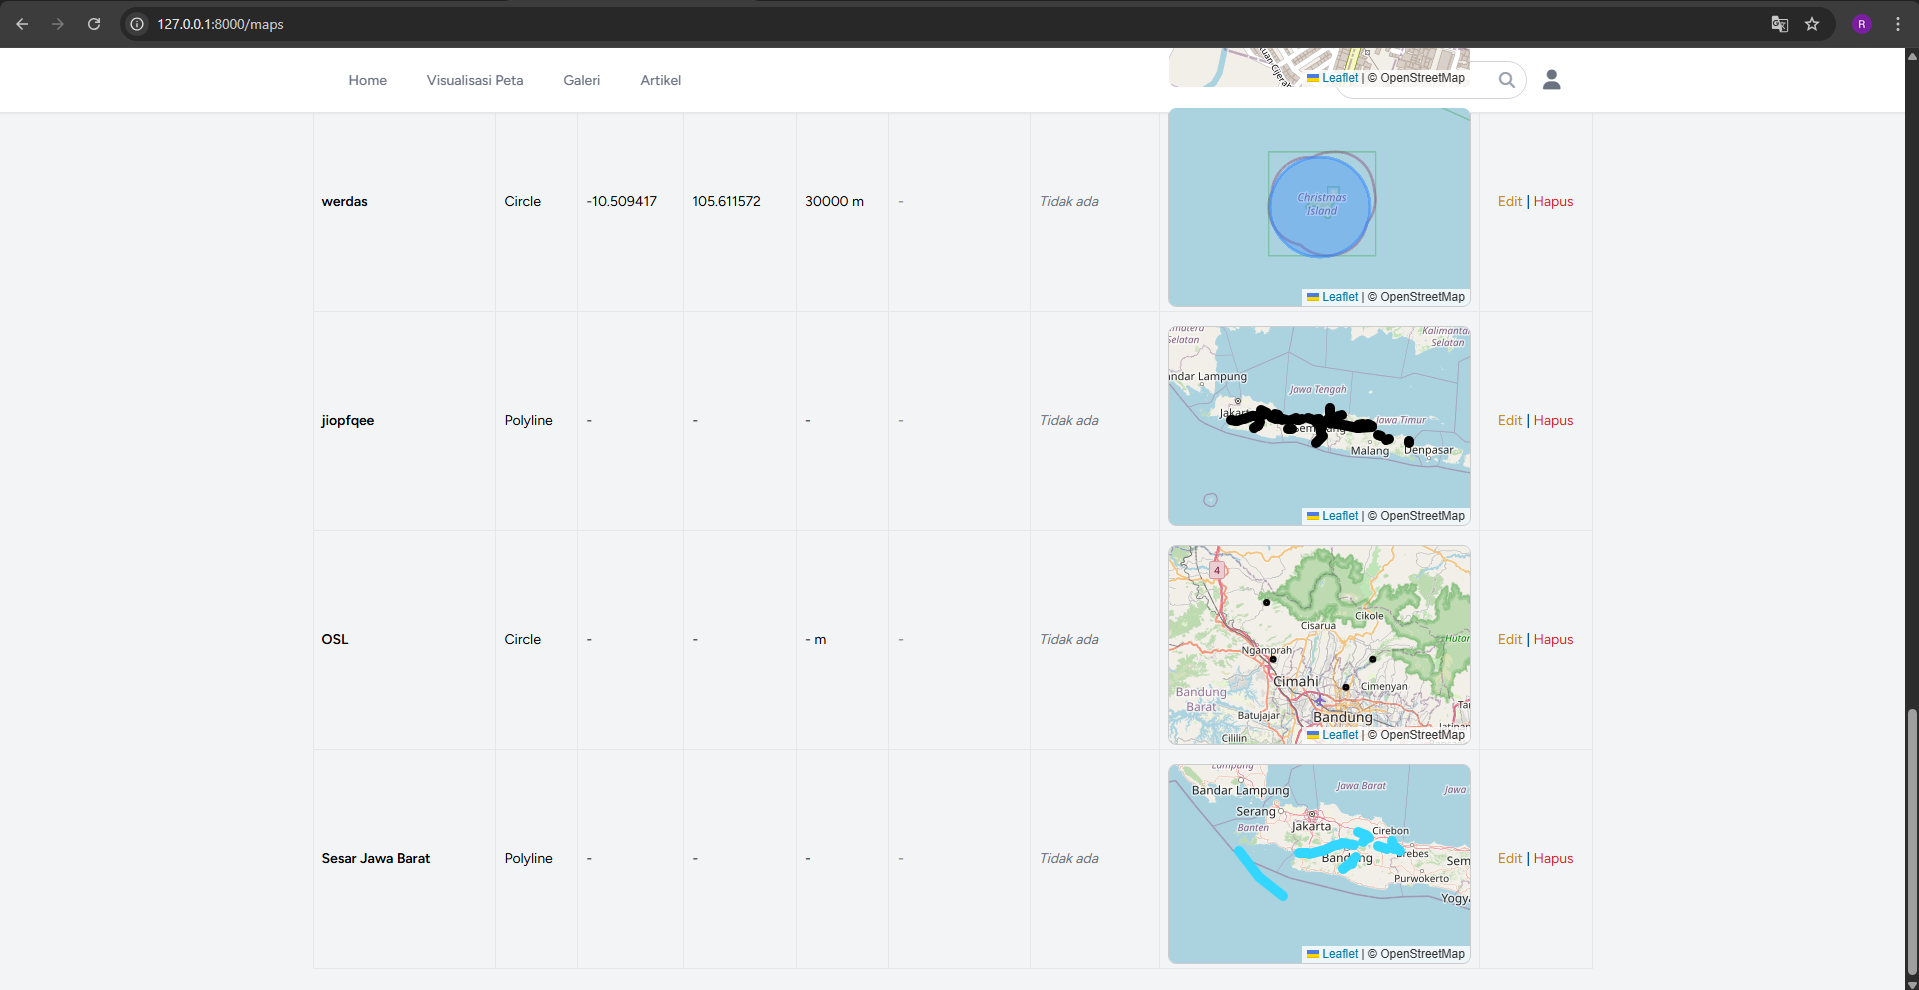 127.0.0.1:8000/maps
R
Home
Visualisasi Peta
Galeri
Artikel
Leaflet | © OpenStreetMap
werdas
Circle
-10.509417
105.611572
30000 m
-
Tidak ada
Christmas
Island
Leaflet | © OpenStreetMap
Edit | Hapus
jiopfqee
Polyline
-
-
-
-
Tidak ada
Selatan
Kalimantan
Selatan
ndar Lampung
Jawa Tengah
Jawa Timur
Malang
Denpasar
Leaflet | © OpenStreetMap
Edit | Hapus
OSL
Circle
-
-
- m
-
Tidak ada
4
Cikole
Cisarua
Ngamprah
Cimahi
Cimenyan
Bandung
Barat
Batujajar
Bandung
Cililin
Leaflet | © OpenStreetMap
Edit | Hapus
Sesar Jawa Barat
Polyline
-
-
-
-
Tidak ada
Lampung
Bandar Lampung
Jawa Barat
Jawa
Serang
Banten
Jakarta
Cirebon
Bandung
Brebes
Sem
Purwokerto
Yogy
Leaflet | © OpenStreetMap
Edit | Hapus